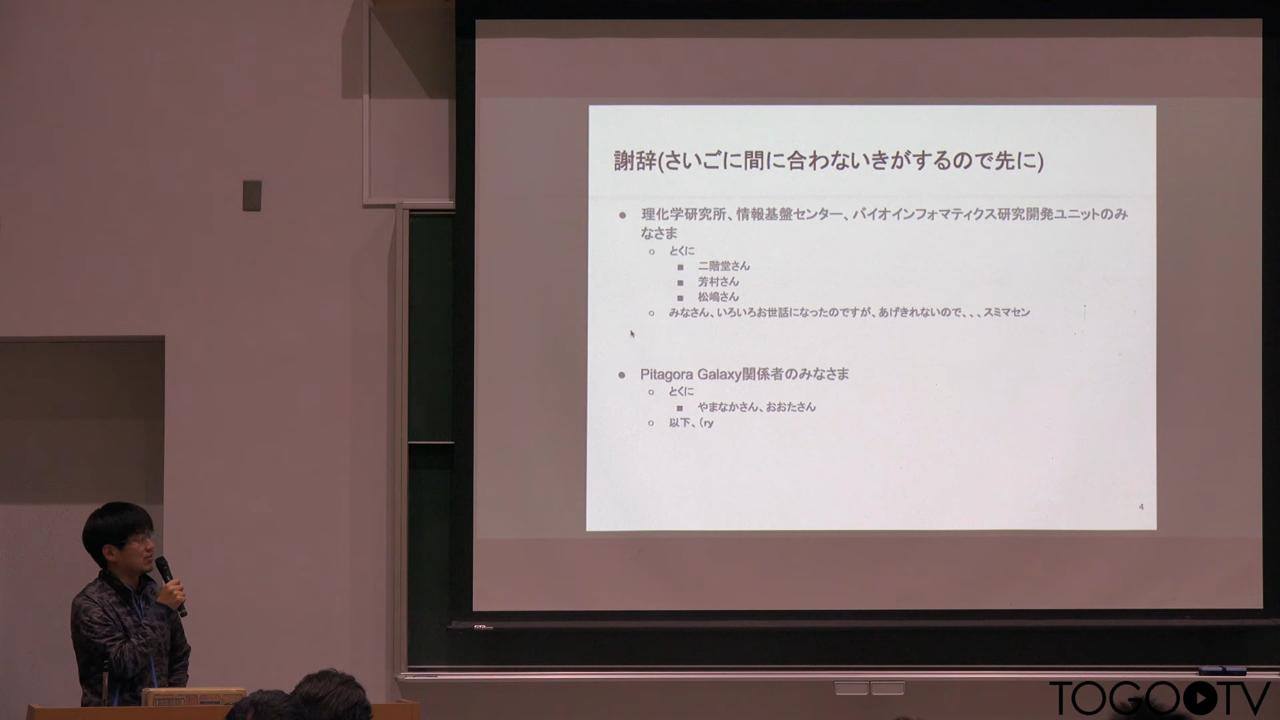 謝辞(さいごに間に合わないきがするので先に)
● 理化学研究所、情報基盤センター、バイオインフォマティクス研究開発ユニットのみ
なさま
○ とくに
■ 二階堂さん
■ 芳村さん
■ 松嶋さん
○ みなさん、いろいろお世話になったのですが、あげきれないので、、、スミマセン
● Pitagora Galaxy関係者のみなさま
○ とくに
■ やまなかさん、おおたさん
○ 以下、(ry
4
TOGOTV